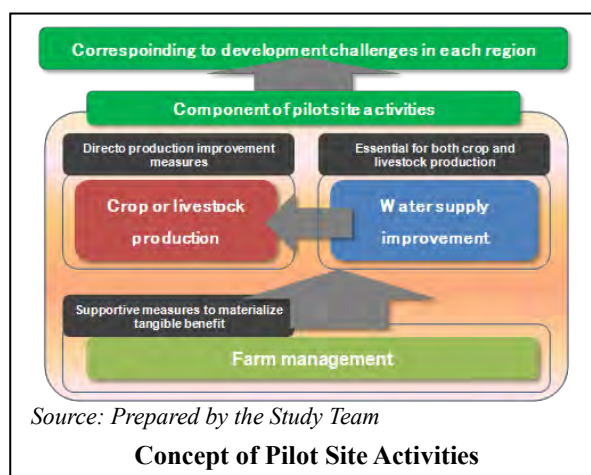 Correspoinding to development challenges in each region
Component of pilot site activities
Directo production improvement
measures
Essential for both crop and
livestock production
Crop or livestock
production
Water supply
improvement
Supportive measures to materialize
tangible benefit
Farm management
Source: Prepared by the Study Team
Concept of Pilot Site Activities